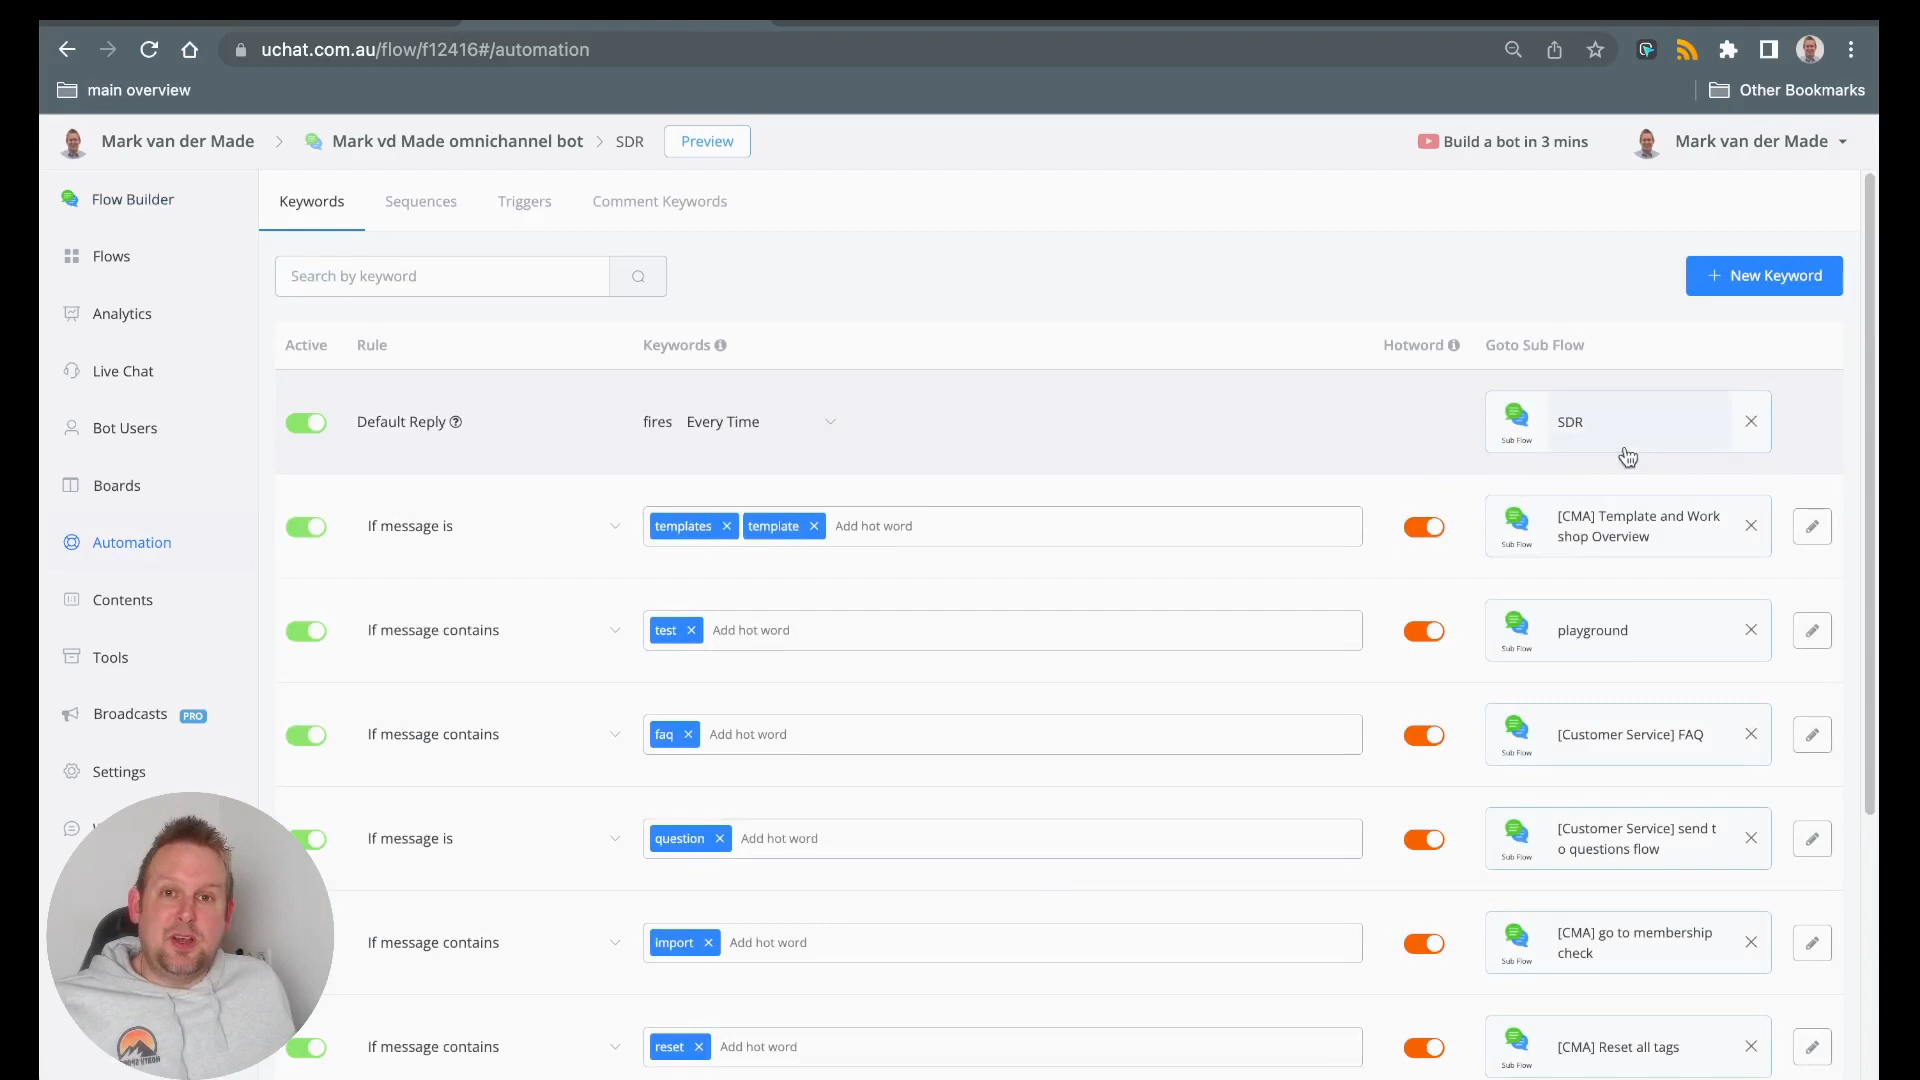 uchat.com.au/flow/f12416#/automation
main overview
Other Bookmarks
Mark van der Made
Mark vd Made omnichannel bot
SDR
Preview
Build a bot in 3 mins
Mark van der Made
Flow Builder
Flows
Analytics
Live Chat
Bot Users
Boards
Automation
Contents
Tools
Broadcasts PRO
Settings
Keywords
Sequences
Triggers
Comment Keywords
Search by keyword
+ New Keyword
Active
Rule
Keywords
Hotword
Goto Sub Flow
Default Reply
fires Every Time
Sub Flow
SDR
If message is
templates × template × Add hot word
Sub Flow
[CMA] Template and Work
shop Overview
If message contains
test × Add hot word
Sub Flow
playground
If message contains
faq × Add hot word
Sub Flow
[Customer Service] FAQ
If message is
question × Add hot word
Sub Flow
[Customer Service] send t
o questions flow
If message contains
import × Add hot word
Sub Flow
[CMA] go to membership
check
If message contains
reset × Add hot word
Sub Flow
[CMA] Reset all tags